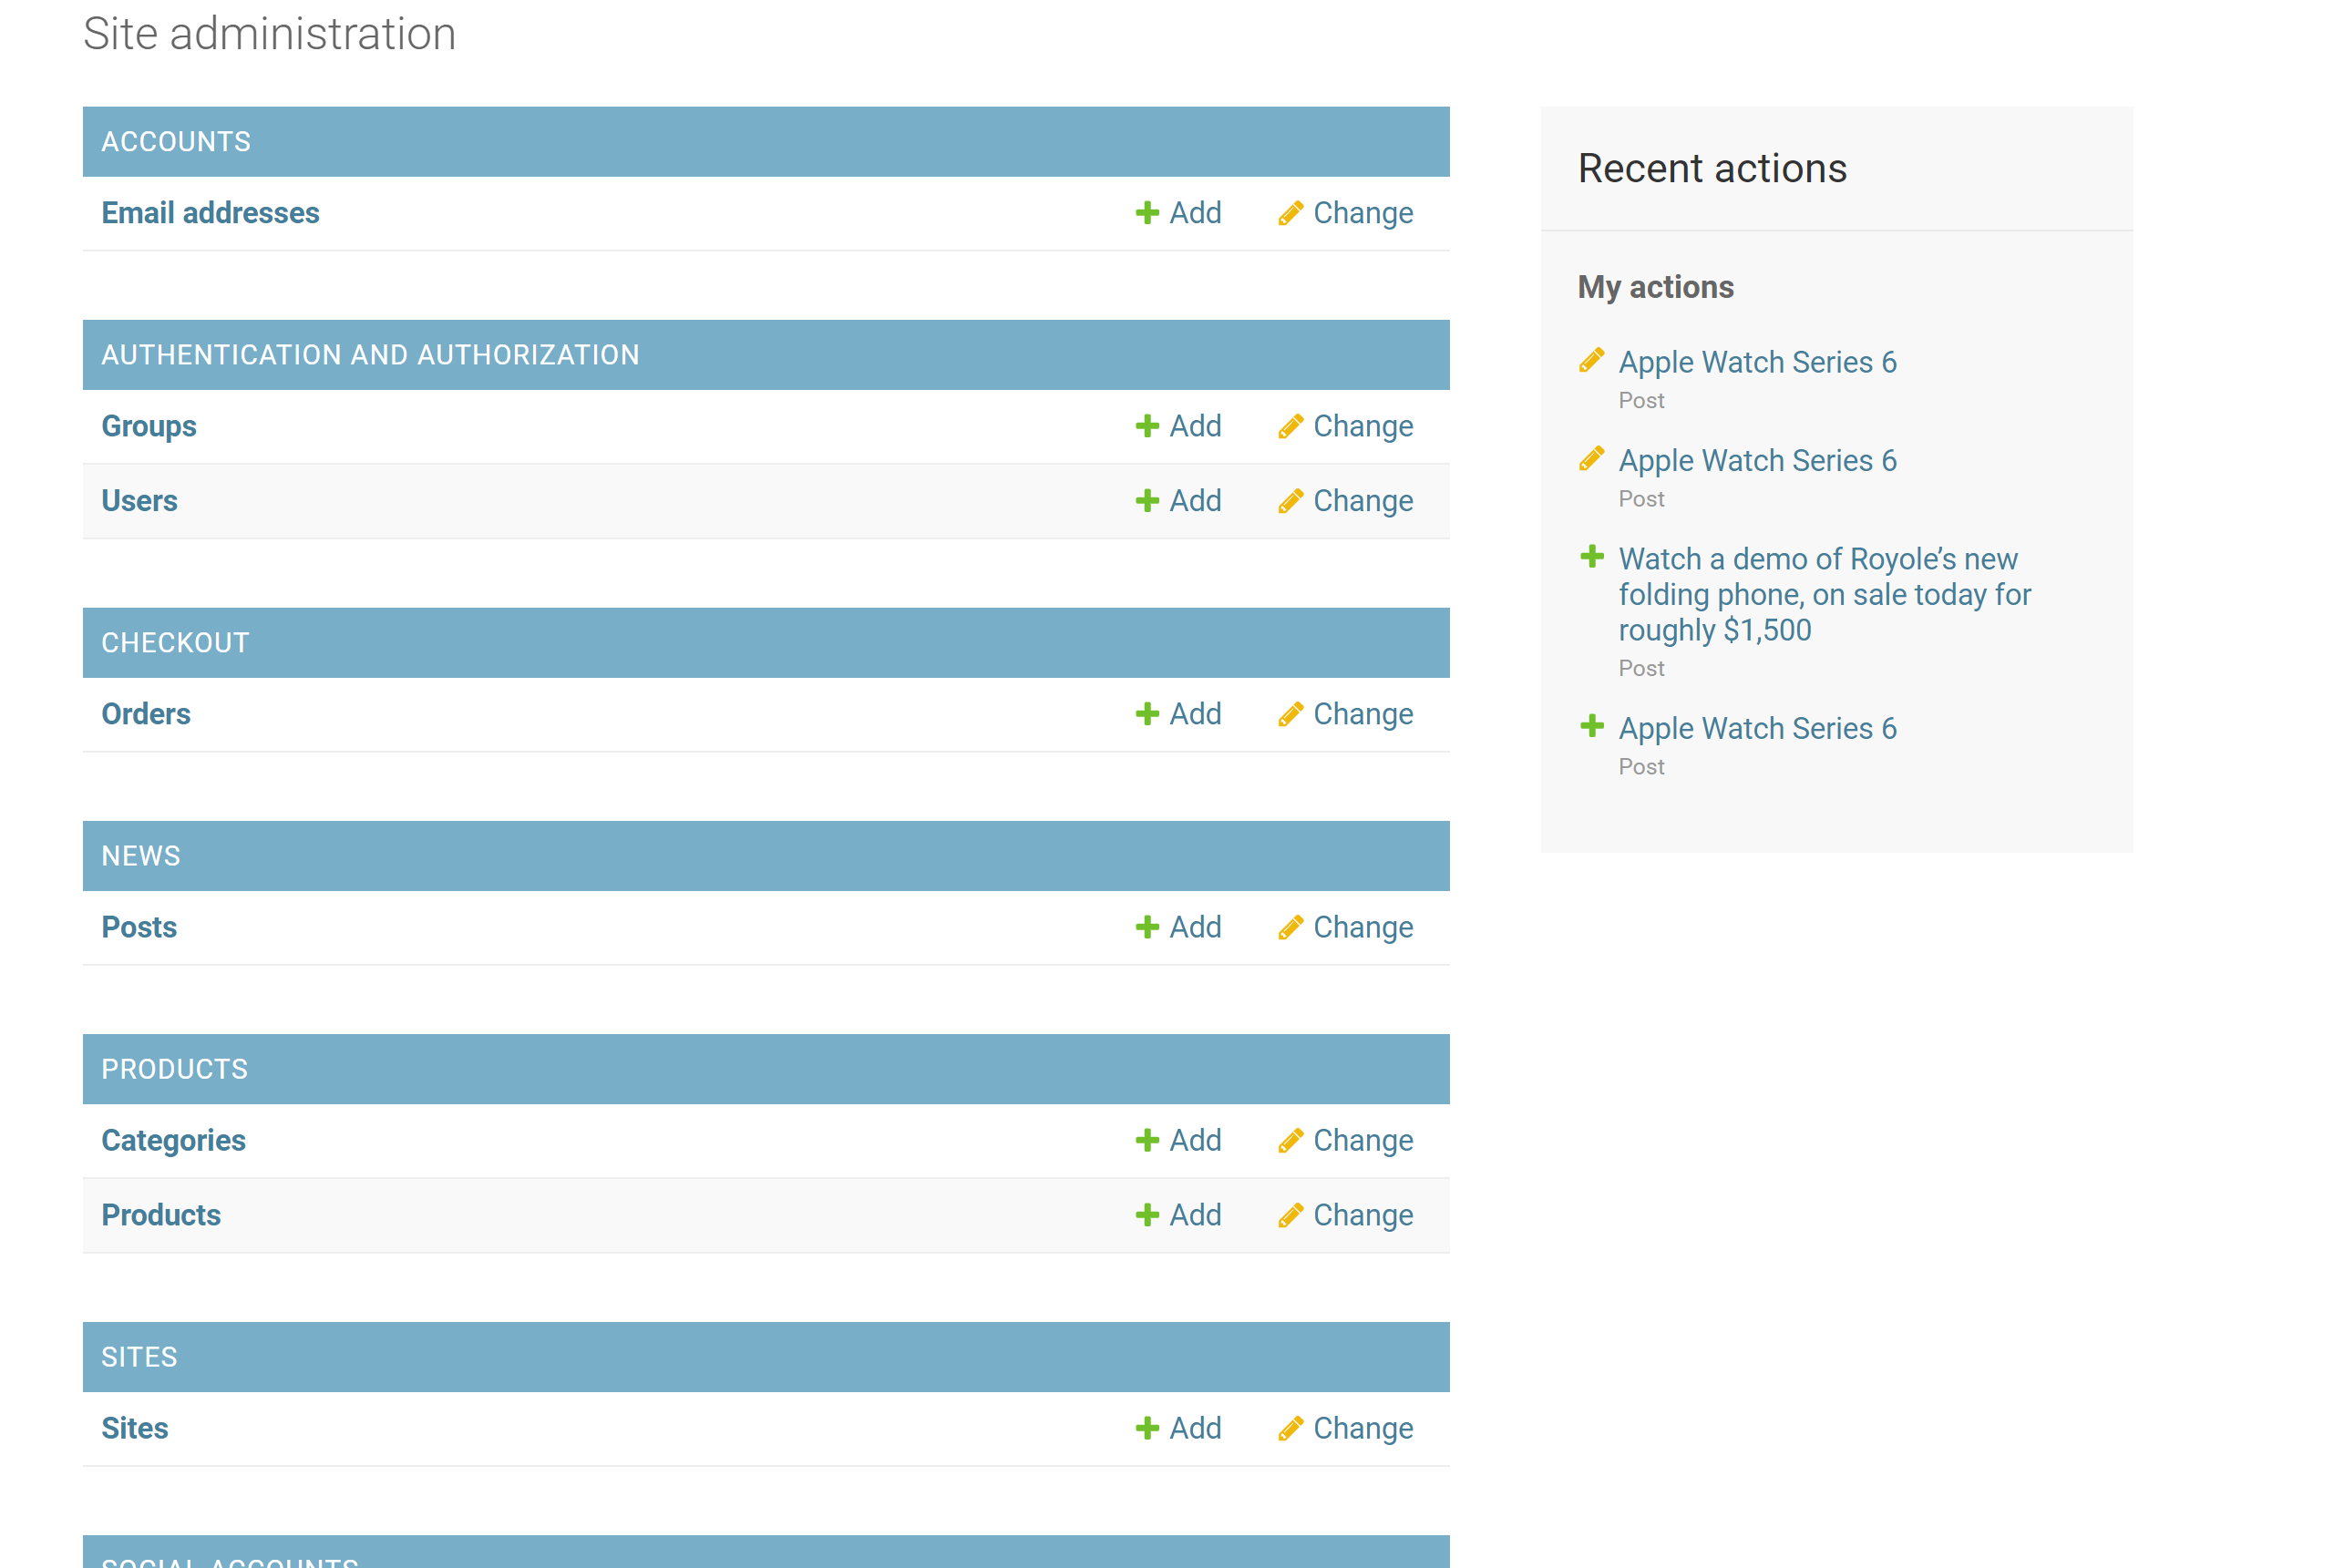 Site administration
ACCOUNTS
Email addresses Add Change
AUTHENTICATION AND AUTHORIZATION
Groups Add Change
Users Add Change
CHECKOUT
Orders Add Change
NEWS
Posts Add Change
PRODUCTS
Categories Add Change
Products Add Change
SITES
Sites Add Change
SOCIAL ACCOUNTS
Recent actions
My actions
Apple Watch Series 6
Post
Apple Watch Series 6
Post
Watch a demo of Royole’s new
folding phone, on sale today for
roughly $1,500
Post
Apple Watch Series 6
Post